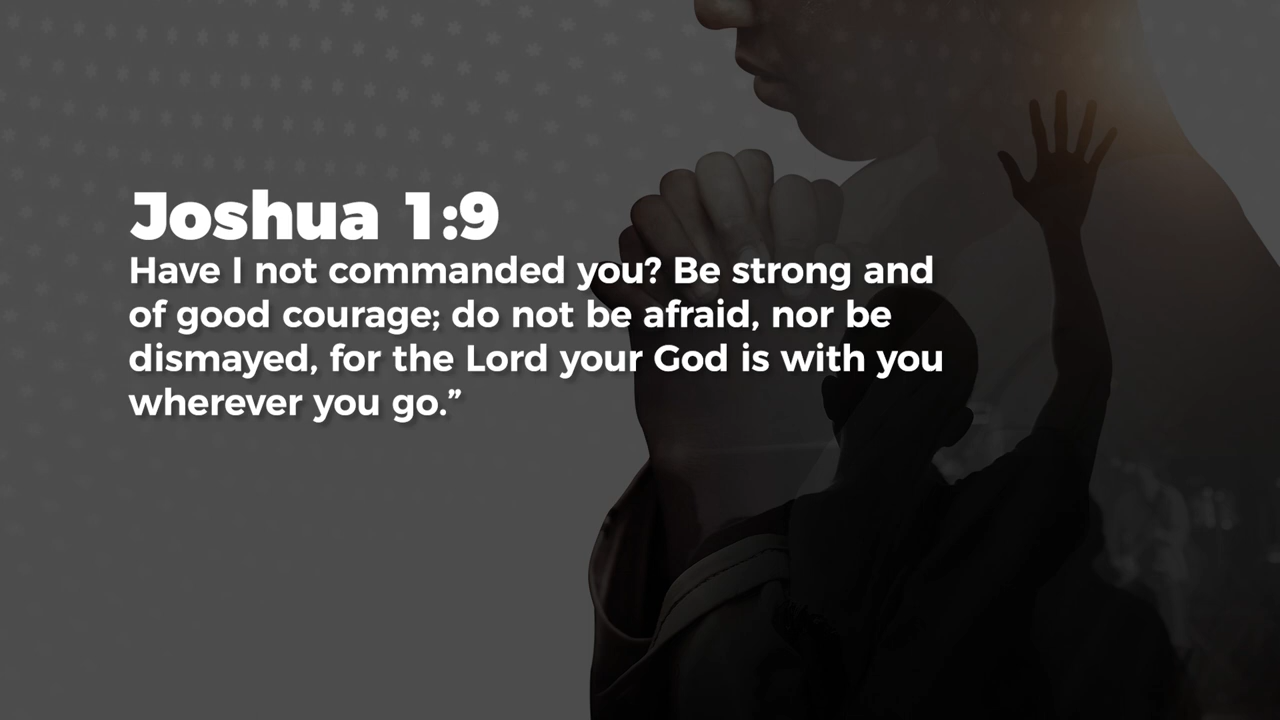 Joshua 1:9
Have I not commanded you? Be strong and
of good courage; do not be afraid, nor be
dismayed, for the Lord your God is with you
wherever you go.”